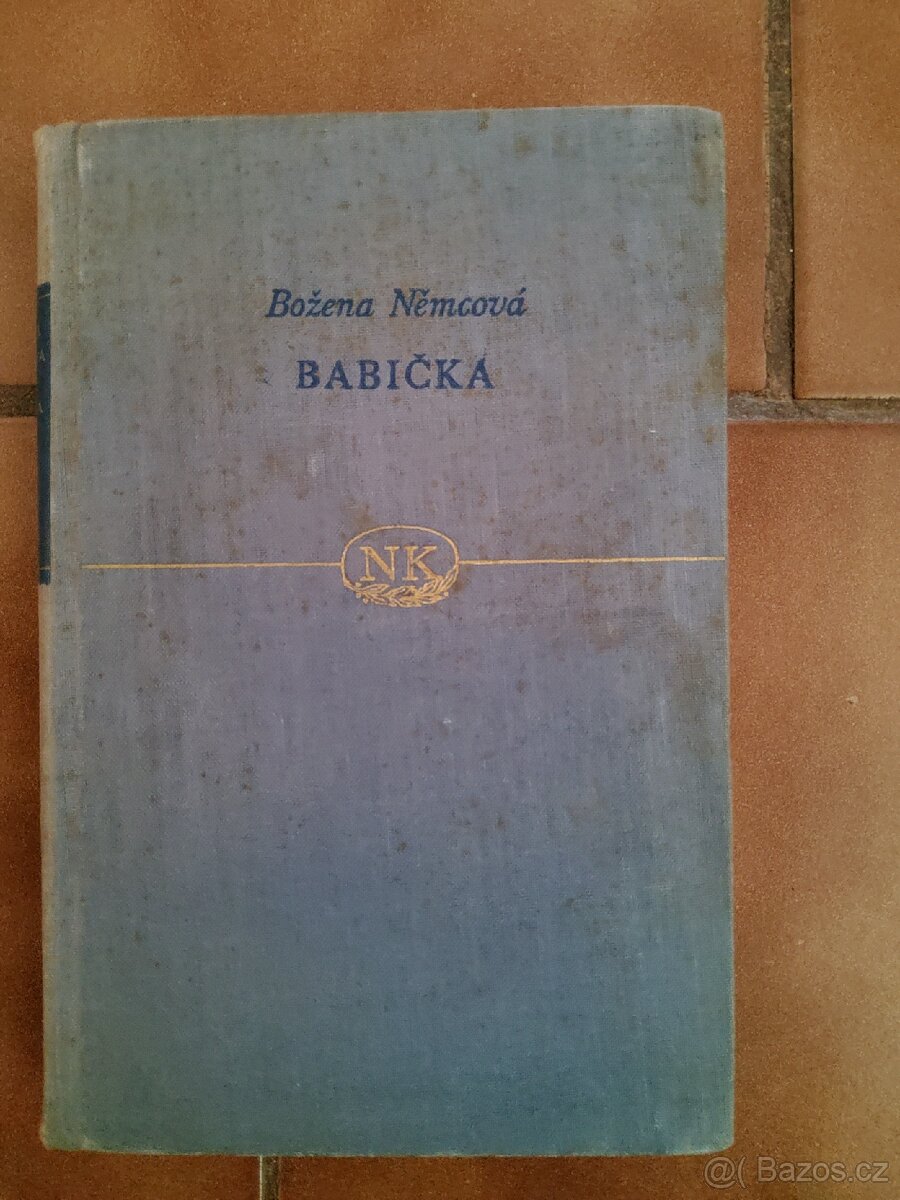 Božena Němcová
BABIČKA
NK
@( Bazos.cz